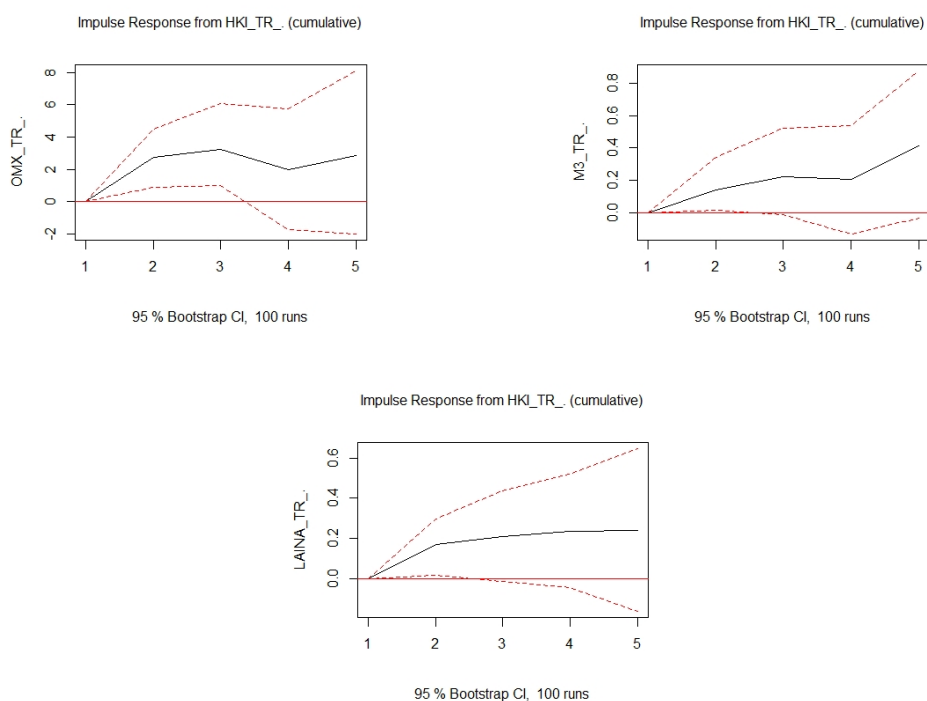 Impulse Response from HKI_TR_. (cumulative)
OMX_TR_.
8
6
4
2
0
-2
1 2 3 4 5
95 % Bootstrap CI, 100 runs
Impulse Response from HKI_TR_. (cumulative)
M3_TR_.
0.8
0.6
0.4
0.2
0.0
1 2 3 4 5
95 % Bootstrap CI, 100 runs
Impulse Response from HKI_TR_. (cumulative)
LAINA_TR_.
0.6
0.4
0.2
0.0
1 2 3 4 5
95 % Bootstrap CI, 100 runs